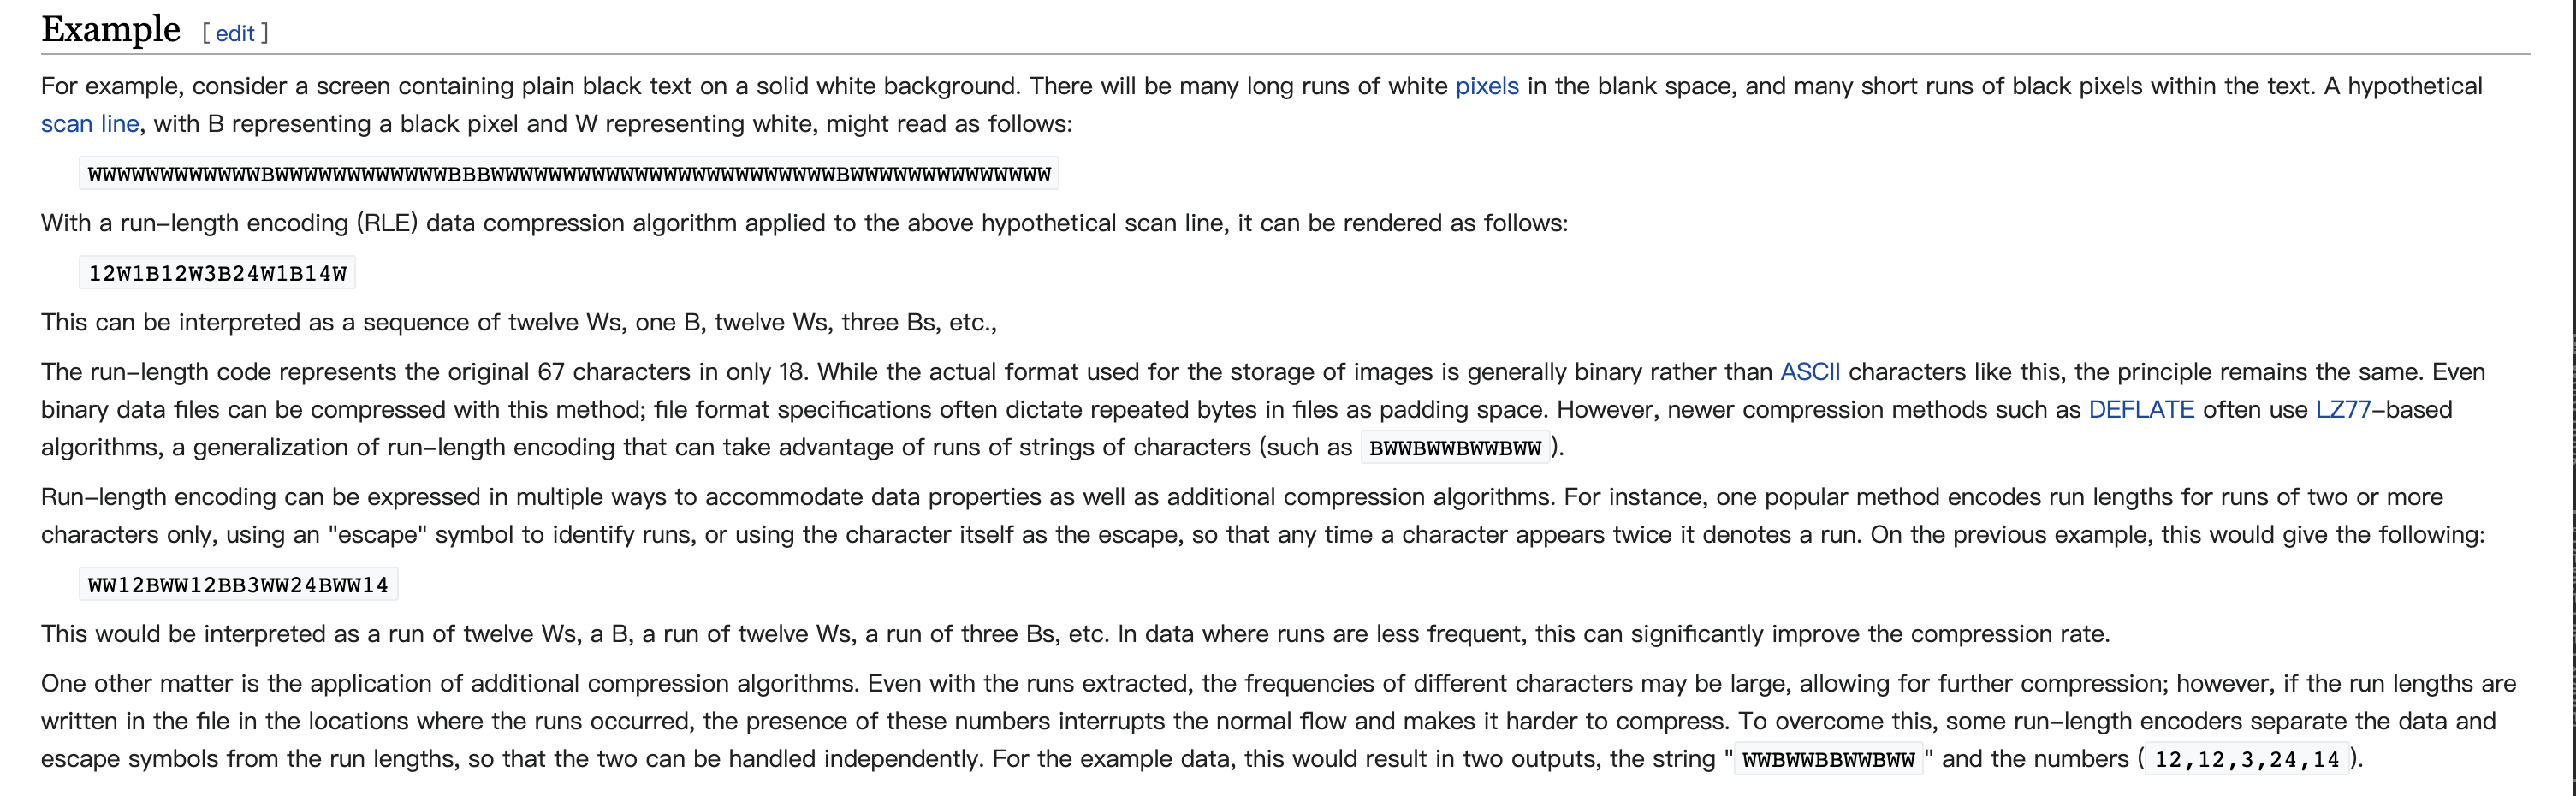 Example [ edit ]
For example, consider a screen containing plain black text on a solid white background. There will be many long runs of white pixels in the blank space, and many short runs of black pixels within the text. A hypothetical
scan line, with B representing a black pixel and W representing white, might read as follows:
WWWWWWWWWWWWBWWWWWWWWWWWWBBBWWWWWWWWWWWWWWWWWWWWWWWWBWWWWWWWWWWWWWW
With a run-length encoding (RLE) data compression algorithm applied to the above hypothetical scan line, it can be rendered as follows:
12W1B12W3B24W1B14W
This can be interpreted as a sequence of twelve Ws, one B, twelve Ws, three Bs, etc.,
The run-length code represents the original 67 characters in only 18. While the actual format used for the storage of images is generally binary rather than ASCII characters like this, the principle remains the same. Even
binary data files can be compressed with this method; file format specifications often dictate repeated bytes in files as padding space. However, newer compression methods such as DEFLATE often use LZ77-based
algorithms, a generalization of run-length encoding that can take advantage of runs of strings of characters (such as BWWBWWBWWBWW ).
Run-length encoding can be expressed in multiple ways to accommodate data properties as well as additional compression algorithms. For instance, one popular method encodes run lengths for runs of two or more
characters only, using an "escape" symbol to identify runs, or using the character itself as the escape, so that any time a character appears twice it denotes a run. On the previous example, this would give the following:
WW12BWW12BB3WW24BWW14
This would be interpreted as a run of twelve Ws, a B, a run of twelve Ws, a run of three Bs, etc. In data where runs are less frequent, this can significantly improve the compression rate.
One other matter is the application of additional compression algorithms. Even with the runs extracted, the frequencies of different characters may be large, allowing for further compression; however, if the run lengths are
written in the file in the locations where the runs occurred, the presence of these numbers interrupts the normal flow and makes it harder to compress. To overcome this, some run-length encoders separate the data and
escape symbols from the run lengths, so that the two can be handled independently. For the example data, this would result in two outputs, the string " WWBWWBBWWBWW " and the numbers ( 12,12,3,24,14 ).